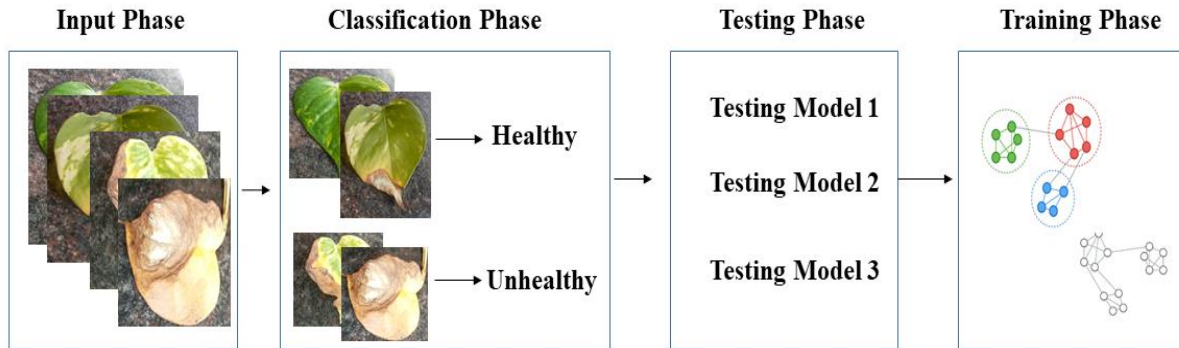 Input Phase
Classification Phase
Testing Phase
Training Phase
Healthy
Unhealthy
Testing Model 1
Testing Model 2
Testing Model 3